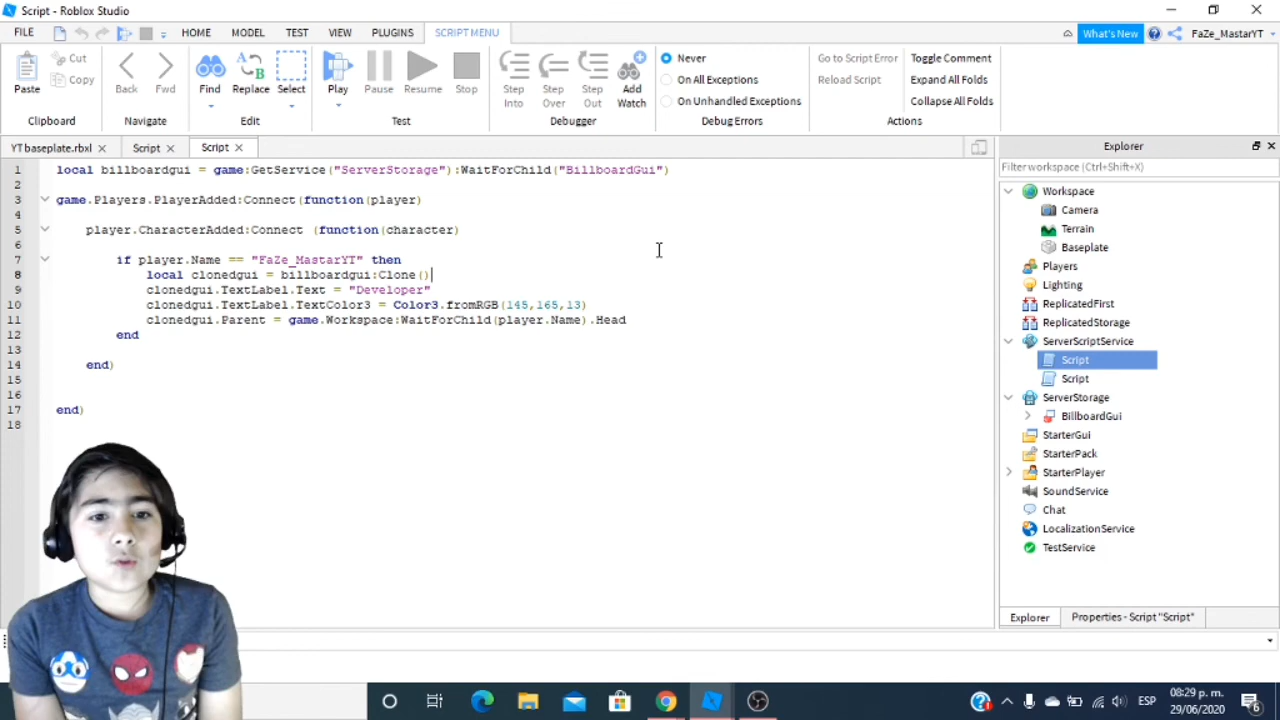 Script - Roblox Studio
FILE HOME MODEL TEST VIEW PLUGINS SCRIPT MENU What's New FaZe_MastarYT
Paste Cut Copy Back Fwd Find Replace Select Play Pause Resume Stop Step Into Step Over Step Out Add Watch Never On All Exceptions On Unhandled Exceptions Go to Script Error Reload Script Toggle Comment Expand All Folds Collapse All Folds
Clipboard Navigate Edit Test Debugger Debug Errors Actions
YT baseplate.rbxl Script Script
1 local billboardgui = game:GetService("ServerStorage"):WaitForChild("BillboardGui")
2
3 game.Players.PlayerAdded:Connect(function(player)
4
5 player.CharacterAdded:Connect (function(character)
6
7 if player.Name == "FaZe_MastarYT" then
8 local clonedgui = billboardgui:Clone()
9 clonedgui.TextLabel.Text = "Developer"
10 clonedgui.TextLabel.TextColor3 = Color3.fromRGB(145,165,13)
11 clonedgui.Parent = game.Workspace:WaitForChild(player.Name).Head
12 end
13
14 end)
15
16
17 end)
18
Explorer
Filter workspace (Ctrl+Shift+X)
Workspace
Camera
Terrain
Baseplate
Players
Lighting
ReplicatedFirst
ReplicatedStorage
ServerScriptService
Script
Script
ServerStorage
BillboardGui
StarterGui
StarterPack
StarterPlayer
SoundService
Chat
LocalizationService
TestService
Explorer Properties - Script "Script"
ESP
08:29 p. m.
29/06/2020
6